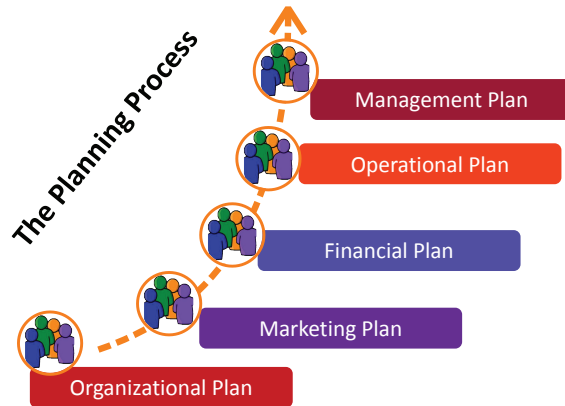 The Planning Process
Management Plan
Operational Plan
Financial Plan
Marketing Plan
Organizational Plan